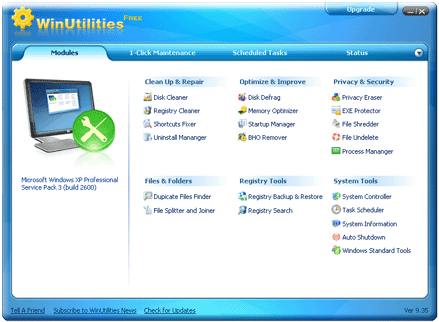 WinUtilities Free
Upgrade
Modules
1-Click Maintenance
Scheduled Tasks
Status
Clean Up & Repair
Disk Cleaner
Registry Cleaner
Shortcuts Fixer
Uninstall Mananger
Optimize & Improve
Disk Defrag
Memory Optimizer
Startup Manager
BHO Remover
Privacy & Security
Privacy Eraser
EXE Protector
File Shredder
File Undelete
Process Manager
Microsoft Windows XP Professional
Service Pack 3 (build 2600)
Files & Folders
Dupicate Files Finder
File Splitter and Joiner
Registry Tools
Registry Backup & Restore
Registry Search
System Tools
System Controller
Task Scheduler
System Information
Auto Shutdown
Windows Standard Tools
Tell A Friend
Subscribe to WinUtilities News
Check for Updates
Ver 9.35